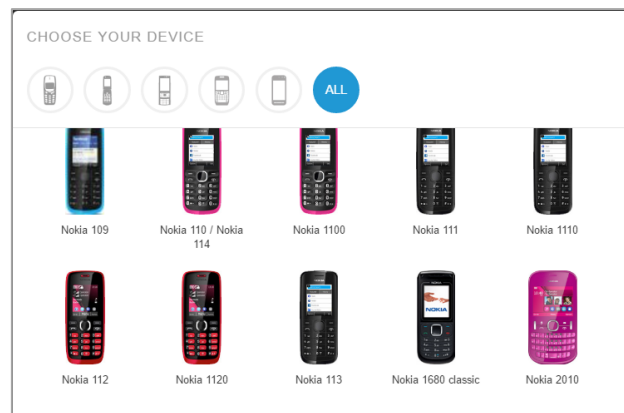 CHOOSE YOUR DEVICE
ALL
Nokia 109
Nokia 110 / Nokia
114
Nokia 1100
Nokia 111
Nokia 1110
NOKIA
Nokia 112
Nokia 1120
Nokia 113
Nokia 1680 classic
Nokia 2010